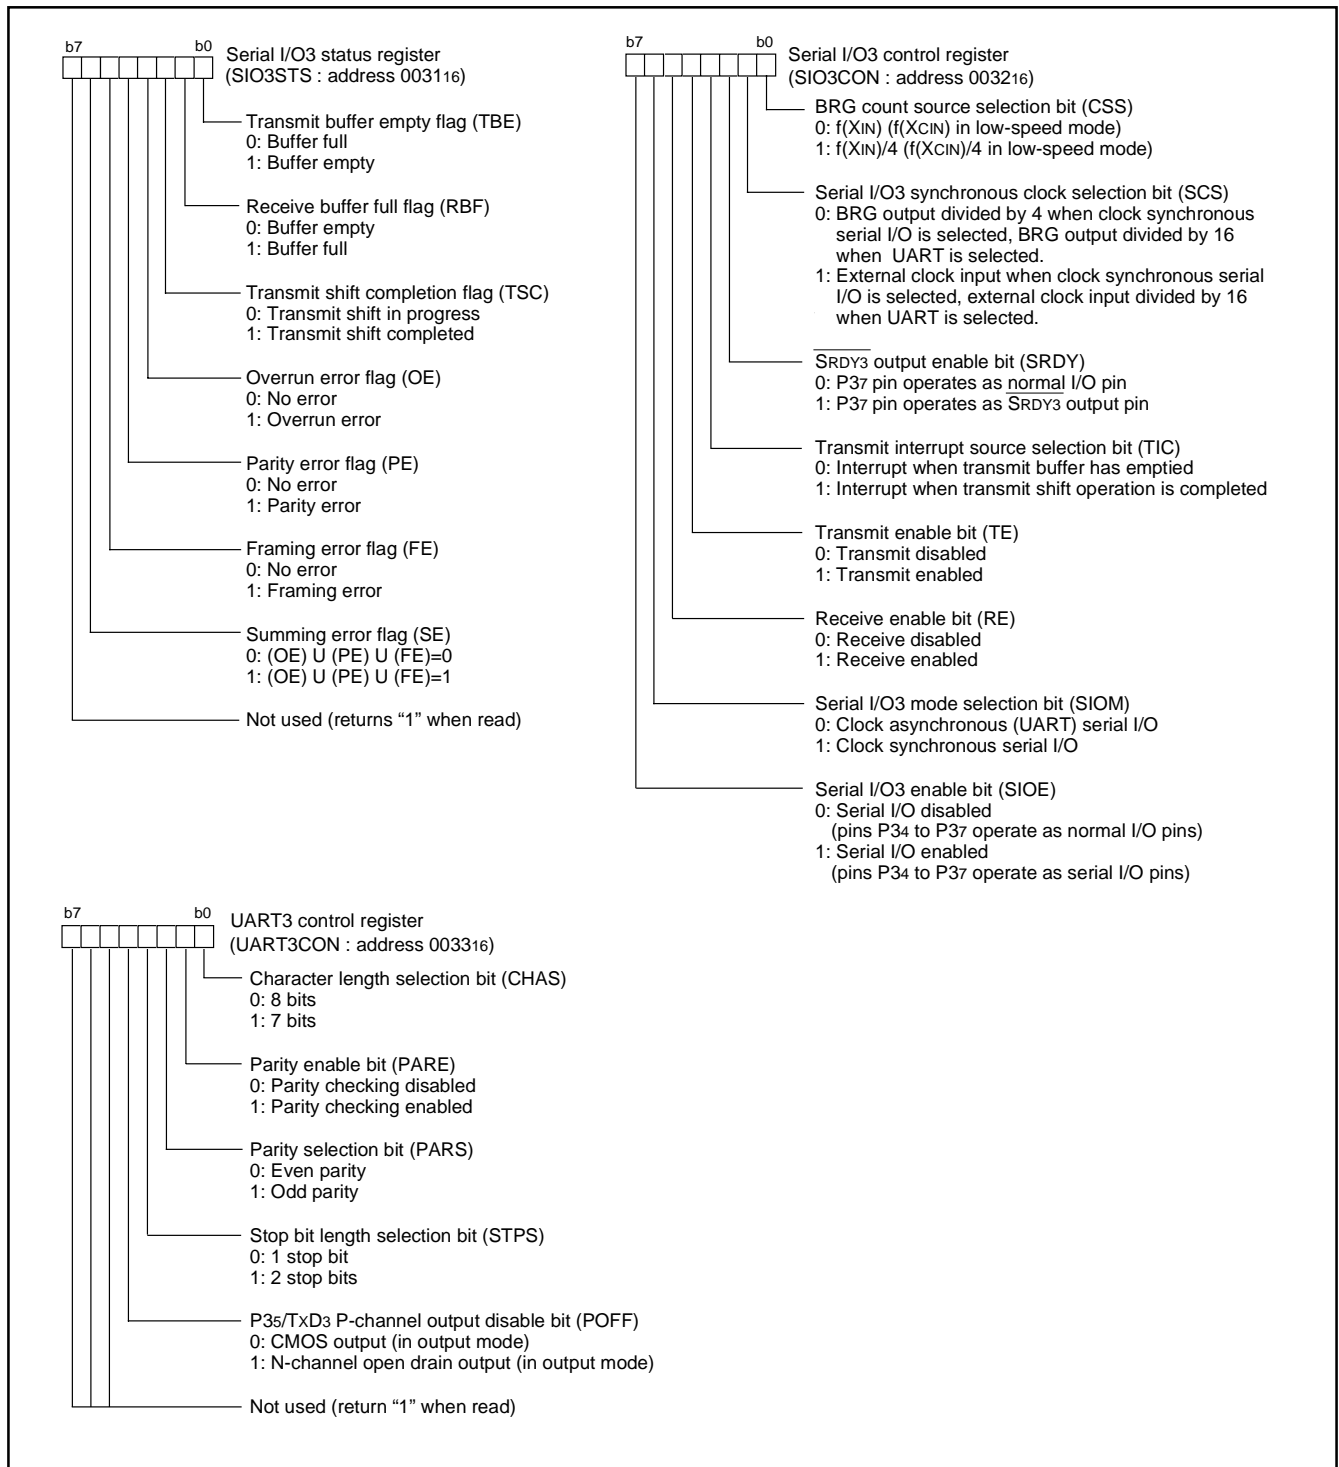 b7 b0 Serial I/O3 status register
(SIO3STS : address 003116)
Transmit buffer empty flag (TBE)
0: Buffer full
1: Buffer empty
Receive buffer full flag (RBF)
0: Buffer empty
1: Buffer full
Transmit shift completion flag (TSC)
0: Transmit shift in progress
1: Transmit shift completed
Overrun error flag (OE)
0: No error
1: Overrun error
Parity error flag (PE)
0: No error
1: Parity error
Framing error flag (FE)
0: No error
1: Framing error
Summing error flag (SE)
0: (OE) U (PE) U (FE)=0
1: (OE) U (PE) U (FE)=1
Not used (returns “1” when read)
b7 b0 Serial I/O3 control register
(SIO3CON : address 003216)
BRG count source selection bit (CSS)
0: f(XIN) (f(XCIN) in low-speed mode)
1: f(XIN)/4 (f(XCIN)/4 in low-speed mode)
Serial I/O3 synchronous clock selection bit (SCS)
0: BRG output divided by 4 when clock synchronous
serial I/O is selected, BRG output divided by 16
when UART is selected.
1: External clock input when clock synchronous serial
I/O is selected, external clock input divided by 16
when UART is selected.
SRDY3 output enable bit (SRDY)
0: P37 pin operates as normal I/O pin
1: P37 pin operates as SRDY3 output pin
Transmit interrupt source selection bit (TIC)
0: Interrupt when transmit buffer has emptied
1: Interrupt when transmit shift operation is completed
Transmit enable bit (TE)
0: Transmit disabled
1: Transmit enabled
Receive enable bit (RE)
0: Receive disabled
1: Receive enabled
Serial I/O3 mode selection bit (SIOM)
0: Clock asynchronous (UART) serial I/O
1: Clock synchronous serial I/O
Serial I/O3 enable bit (SIOE)
0: Serial I/O disabled
(pins P34 to P37 operate as normal I/O pins)
1: Serial I/O enabled
(pins P34 to P37 operate as serial I/O pins)
b7 b0 UART3 control register
(UART3CON : address 003316)
Character length selection bit (CHAS)
0: 8 bits
1: 7 bits
Parity enable bit (PARE)
0: Parity checking disabled
1: Parity checking enabled
Parity selection bit (PARS)
0: Even parity
1: Odd parity
Stop bit length selection bit (STPS)
0: 1 stop bit
1: 2 stop bits
P35/TXD3 P-channel output disable bit (POFF)
0: CMOS output (in output mode)
1: N-channel open drain output (in output mode)
Not used (return “1” when read)